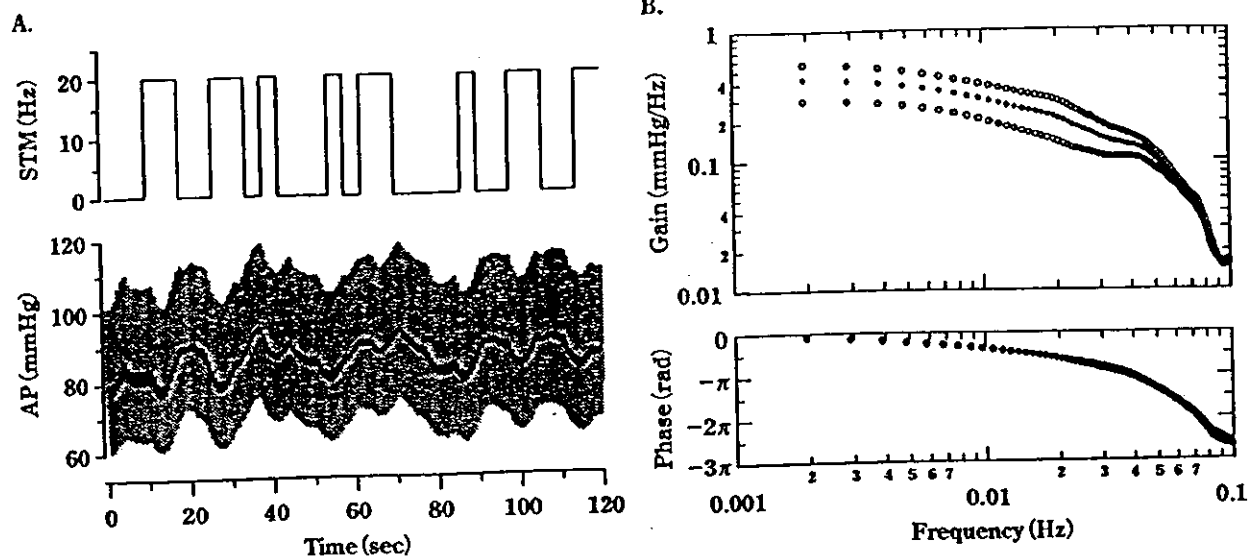 A.
STM (Hz)
20
10
0
AP (mmHg)
120
100
80
60
0 20 40 60 80 100 120
Time (sec)
B.
Gain (mmHg/Hz)
1
4
2
0.1
4
2
0.01
Phase (rad)
0
−π
−2π
−3π
2 3 4 5 6 7 2 3 4 5 6 7
0.001 0.01 0.1
Frequency (Hz)